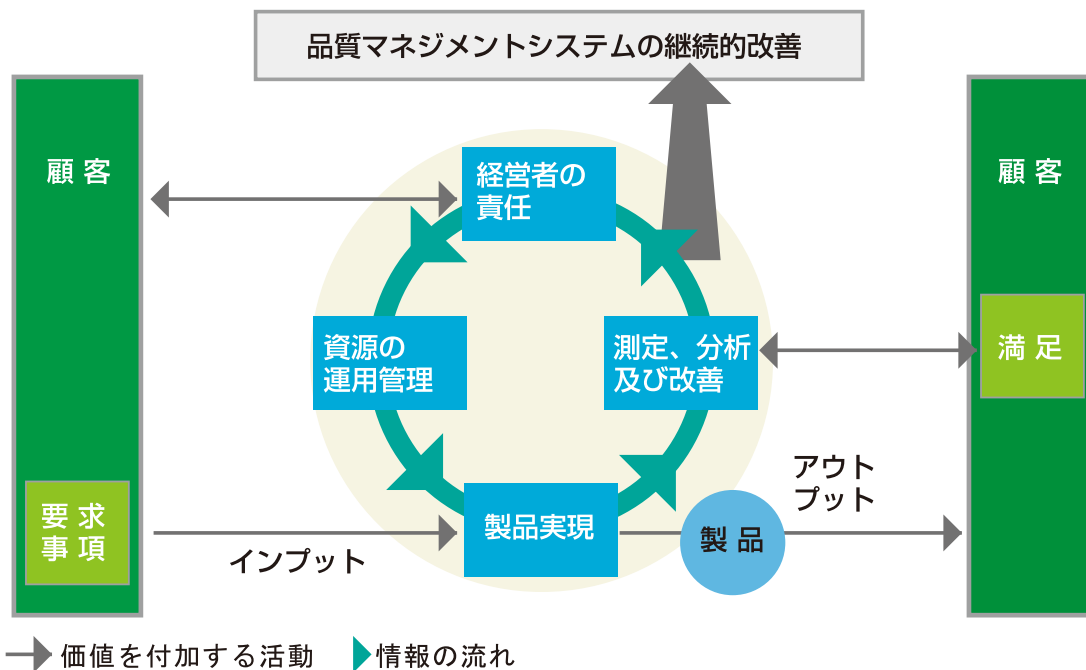 品質マネジメントシステムの継続的改善
顧客
顧客
経営者の
責任
資源の
運用管理
測定、分析
及び改善
満足
要求
事項
インプット
製品実現
製品
アウト
プット
価値を付加する活動
情報の流れ